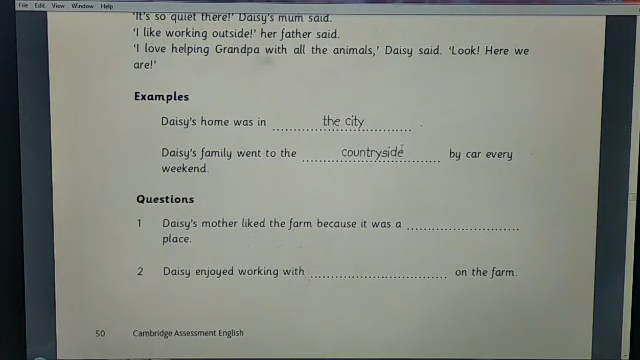 File Edit View Window Help
'It's so quiet there!' Daisy's mum said.
'I like working outside!' her father said.
'I love helping Grandpa with all the animals,' Daisy said. 'Look! Here we
are!'
Examples
Daisy's home was in the city .
Daisy's family went to the countryside by car every
weekend.
Questions
1 Daisy's mother liked the farm because it was a
place.
2 Daisy enjoyed working with on the farm.
50 Cambridge Assessment English